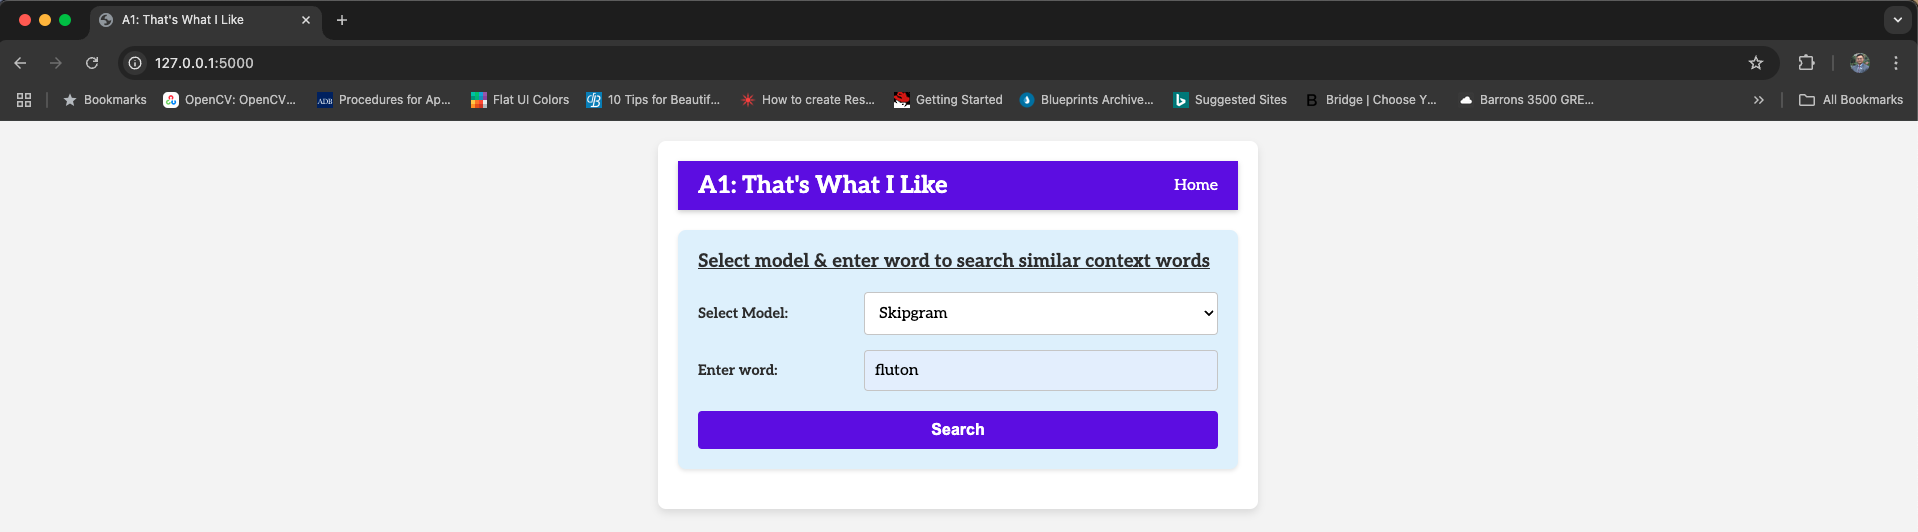 A1: That's What I Like
127.0.0.1:5000
Bookmarks OpenCV: OpenCV... ADB Procedures for Ap... Flat UI Colors 10 Tips for Beautif... How to create Res... Getting Started Blueprints Archive... Suggested Sites B Bridge | Choose Y... Barrons 3500 GRE... All Bookmarks
A1: That's What I Like Home
Select model & enter word to search similar context words
Select Model: Skipgram
Enter word: fluton
Search